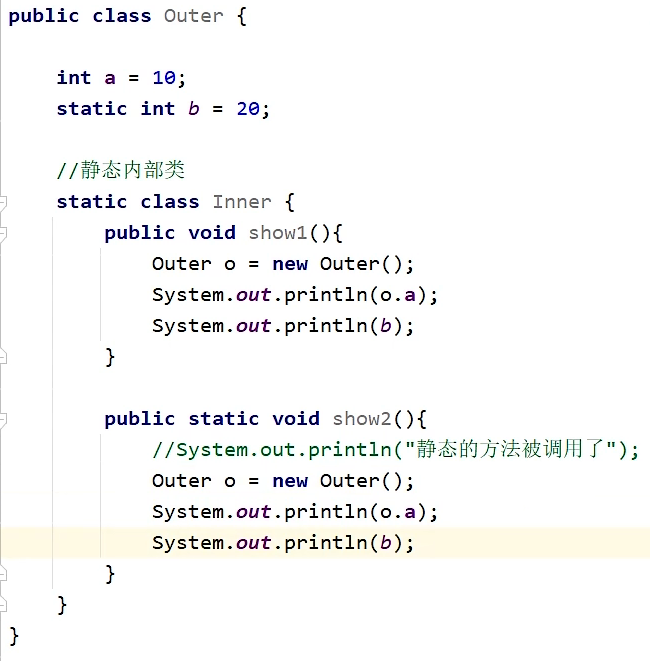 public class Outer {
int a = 10;
static int b = 20;
//静态内部类
static class Inner {
public void show1(){
Outer o = new Outer();
System.out.println(o.a);
System.out.println(b);
}
public static void show2(){
//System.out.println("静态的方法被调用了");
Outer o = new Outer();
System.out.println(o.a);
System.out.println(b);
}
}
}